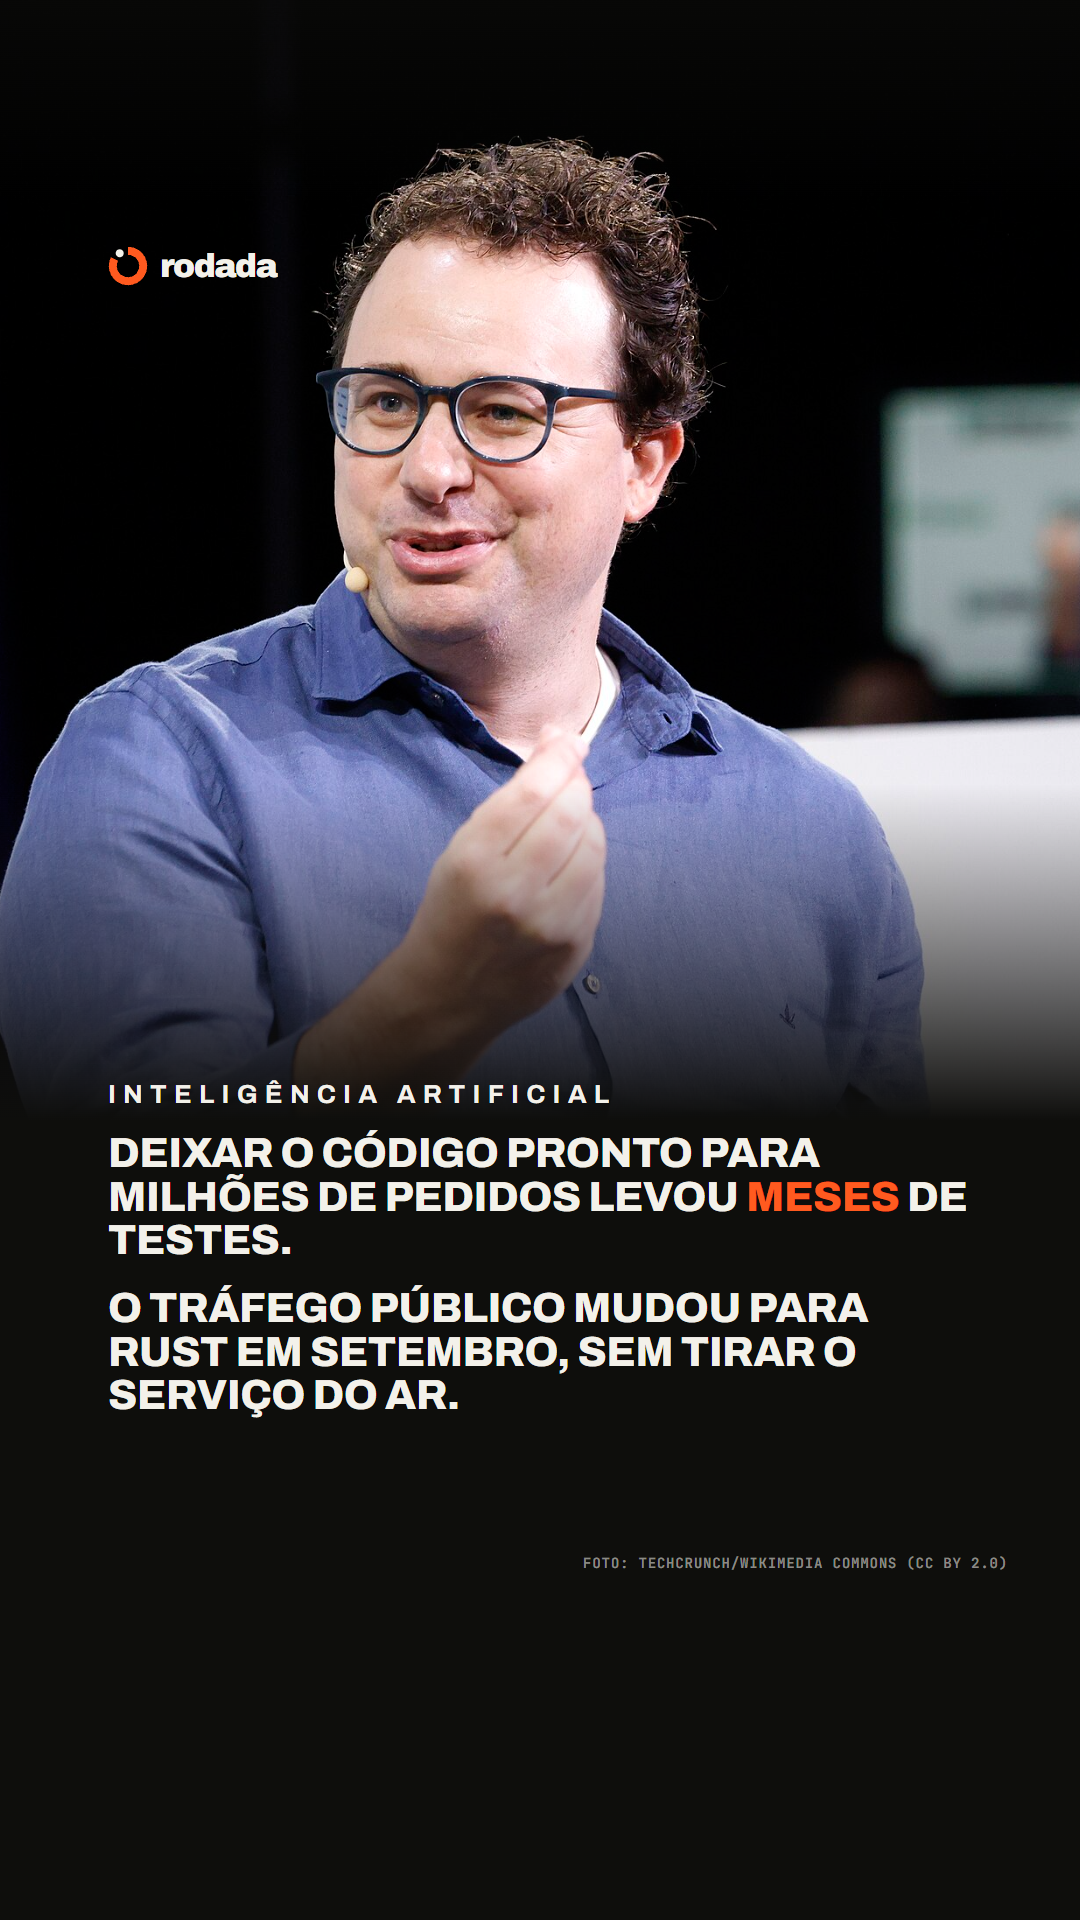 rodada
INTELIGÊNCIA ARTIFICIAL
DEIXAR O CÓDIGO PRONTO PARA
MILHÕES DE PEDIDOS LEVOU MESES DE
TESTES.
O TRÁFEGO PÚBLICO MUDOU PARA
RUST EM SETEMBRO, SEM TIRAR O
SERVIÇO DO AR.
FOTO: TECHCRUNCH/WIKIMEDIA COMMONS (CC BY 2.0)